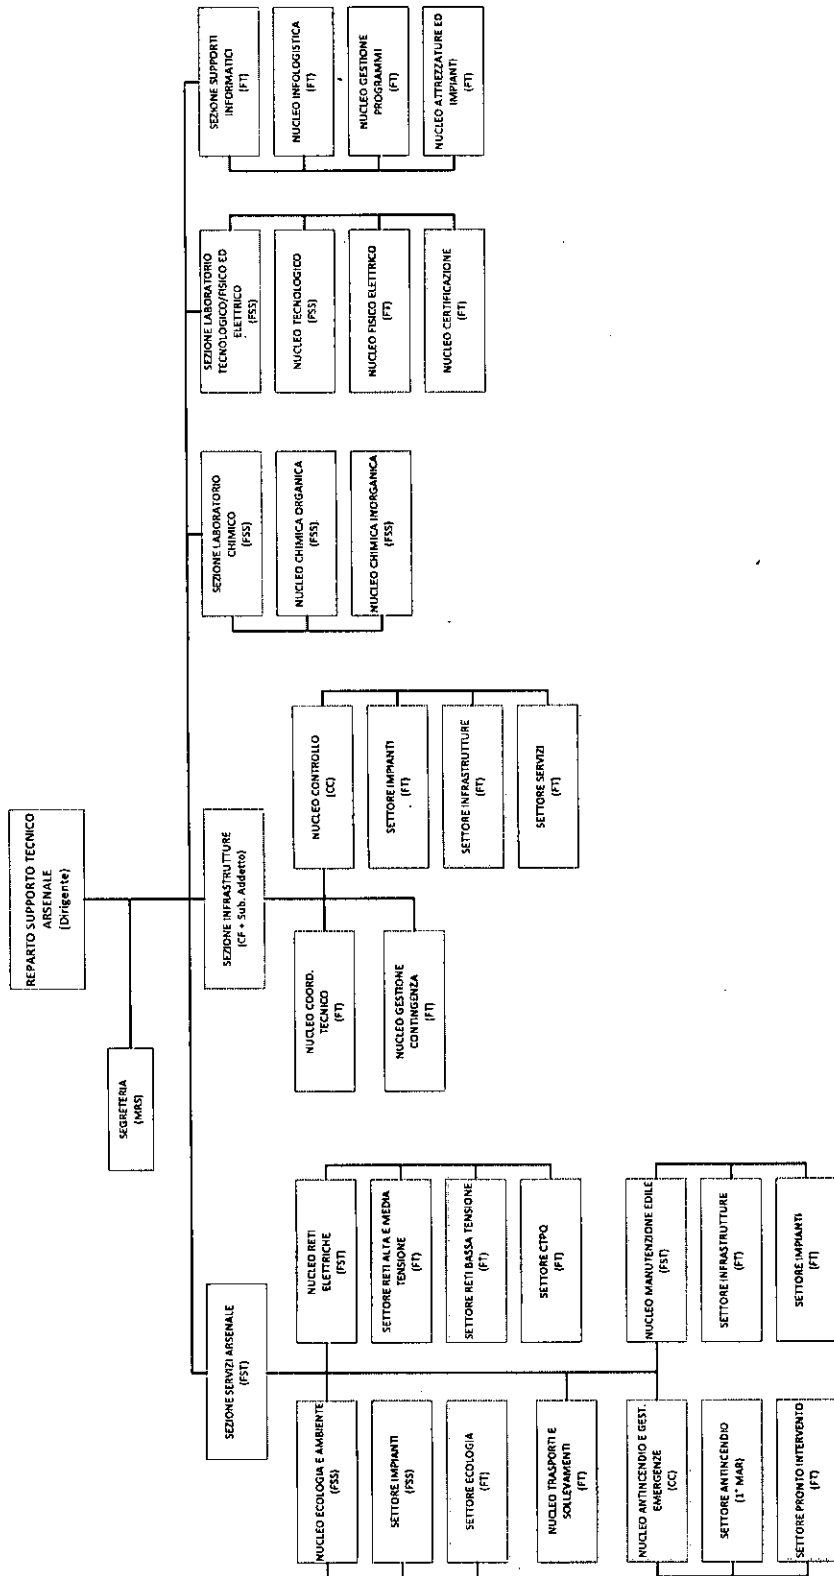 REPARTO SUPPORTO TECNICO
ARSENALE
(Dirigente)
SEGRETERIA
(MRS)
SEZIONE SERVIZI ARSENALE
(FST)
NUCLEO ECOLOGIA E AMBIENTE
(FSS)
SETTORE IMPIANTI
(FSS)
SETTORE ECOLOGIA
(FT)
NUCLEO TRASPORTI E
SOLLEVAMENTI
(FT)
NUCLEO ANTINCENDIO E GEST.
EMERGENZE
(CC)
SETTORE ANTINCENDIO
(1° MAR)
SETTORE PRONTO INTERVENTO
(FT)
NUCLEO RETI
ELETTRICHE
(FST)
SETTORE RETI ALTA E MEDIA
TENSIONE
(FT)
SETTORE RETI BASSA TENSIONE
(FT)
SETTORE CTPQ
(FT)
NUCLEO MANUTENZIONE EDILE
(FST)
SETTORE INFRASTRUTTURE
(FT)
SETTORE IMPIANTI
(FT)
SEZIONE INFRASTRUTTURE
(CF + Sub. Addetto)
NUCLEO COORD.
TECNICO
(FT)
NUCLEO GESTIONE
CONTINGENZA
(FT)
NUCLEO CONTROLLO
(CC)
SETTORE IMPIANTI
(FT)
SETTORE INFRASTRUTTURE
(FT)
SETTORE SERVIZI
(FT)
SEZIONE LABORATORIO
CHIMICO
(FSS)
NUCLEO CHIMICA ORGANICA
(FSS)
NUCLEO CHIMICA INORGANICA
(FSS)
SEZIONE LABORATORIO
TECNOLOGICO/FISICO ED
ELETTRICO
(FSS)
NUCLEO TECNOLOGICO
(FSS)
NUCLEO FISICO ELETTRICO
(FT)
NUCLEO CERTIFICAZIONE
(FT)
SEZIONE SUPPORTI
INFORMATICI
(FT)
NUCLEO INFOLOGISTICA
(FT)
NUCLEO GESTIONE
PROGRAMMI
(FT)
NUCLEO ATTREZZATURE ED
IMPIANTI
(FT)